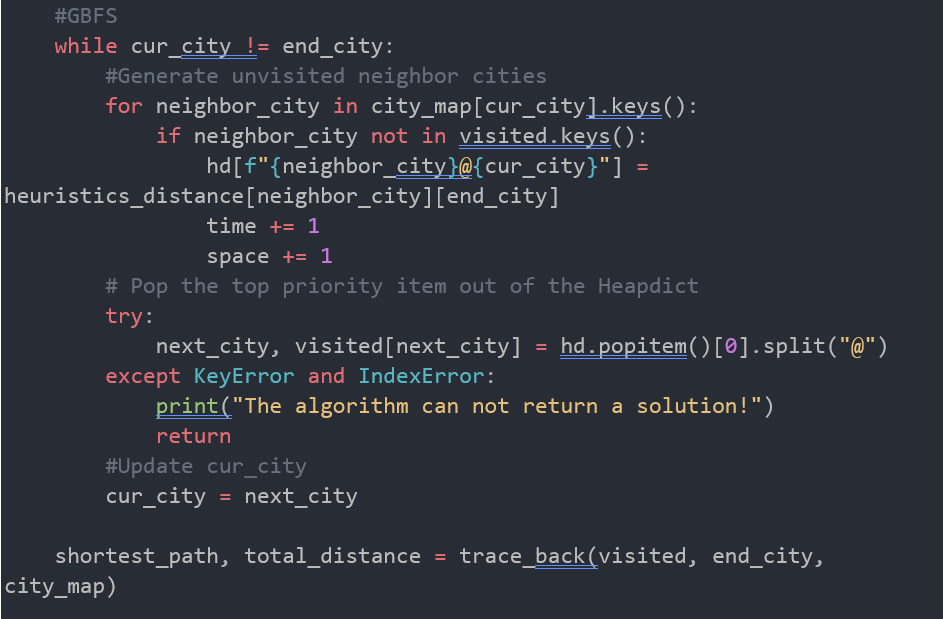 #GBFS
    while cur_city != end_city:
        #Generate unvisited neighbor cities
        for neighbor_city in city_map[cur_city].keys():
            if neighbor_city not in visited.keys():
                hd[f"{neighbor_city}@{cur_city}"] =
heuristics_distance[neighbor_city][end_city]
                time += 1
                space += 1
        # Pop the top priority item out of the Heapdict
        try:
            next_city, visited[next_city] = hd.popitem()[0].split("@")
        except KeyError and IndexError:
            print("The algorithm can not return a solution!")
            return
        #Update cur_city
        cur_city = next_city

    shortest_path, total_distance = trace_back(visited, end_city,
city_map)